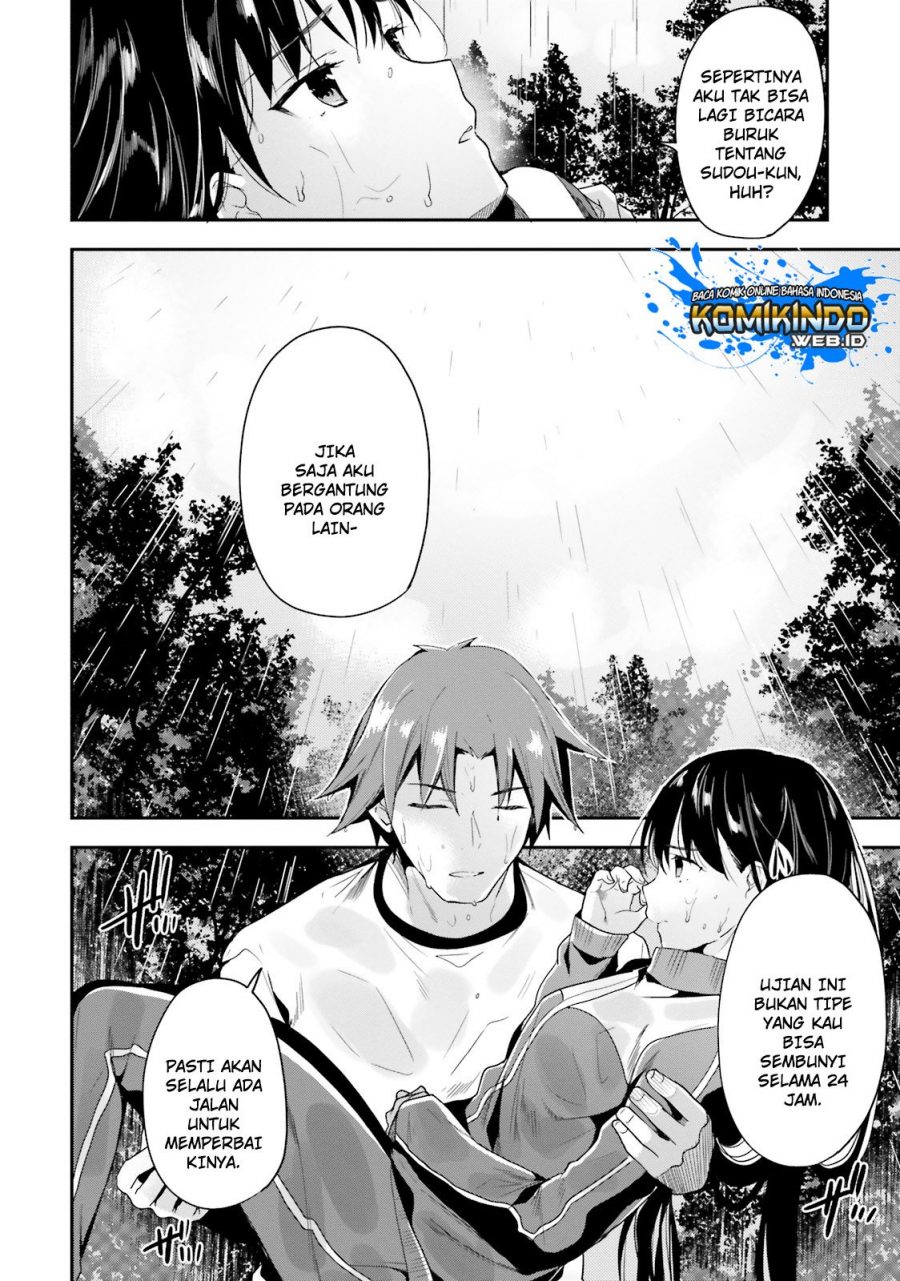 SEPERTINYA
AKU TAK BISA
LAGI BICARA
BURUK
TENTANG
SUDOU-KUN,
HUH?
BACA KOMIK ONLINE BAHASA INDONESIA
KOMIKINDO
WEB.ID
JIKA
SAJA AKU
BERGANTUNG
PADA ORANG
LAIN-
UJIAN INI
BUKAN TIPE
YANG KAU
BISA
SEMBUNYI
SELAMA 24
JAM.
PASTI AKAN
SELALU ADA
JALAN
UNTUK
MEMPERBAI
KINYA.